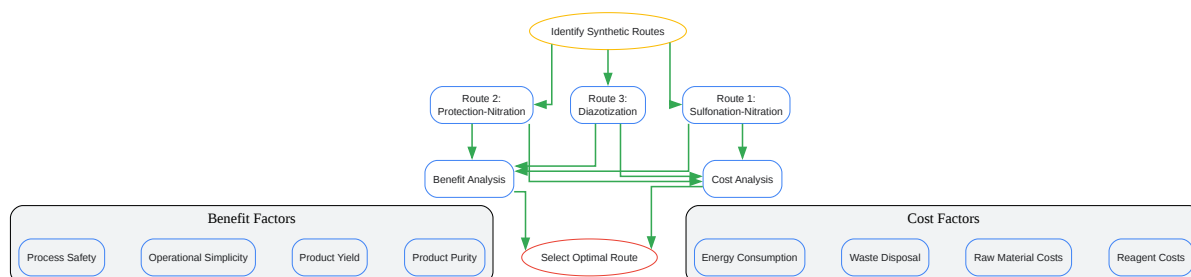 Identify Synthetic Routes
Route 2:
Protection-Nitration
Route 3:
Diazotization
Route 1:
Sulfonation-Nitration
Benefit Analysis
Cost Analysis
Benefit Factors
Process Safety
Operational Simplicity
Product Yield
Product Purity
Select Optimal Route
Cost Factors
Energy Consumption
Waste Disposal
Raw Material Costs
Reagent Costs